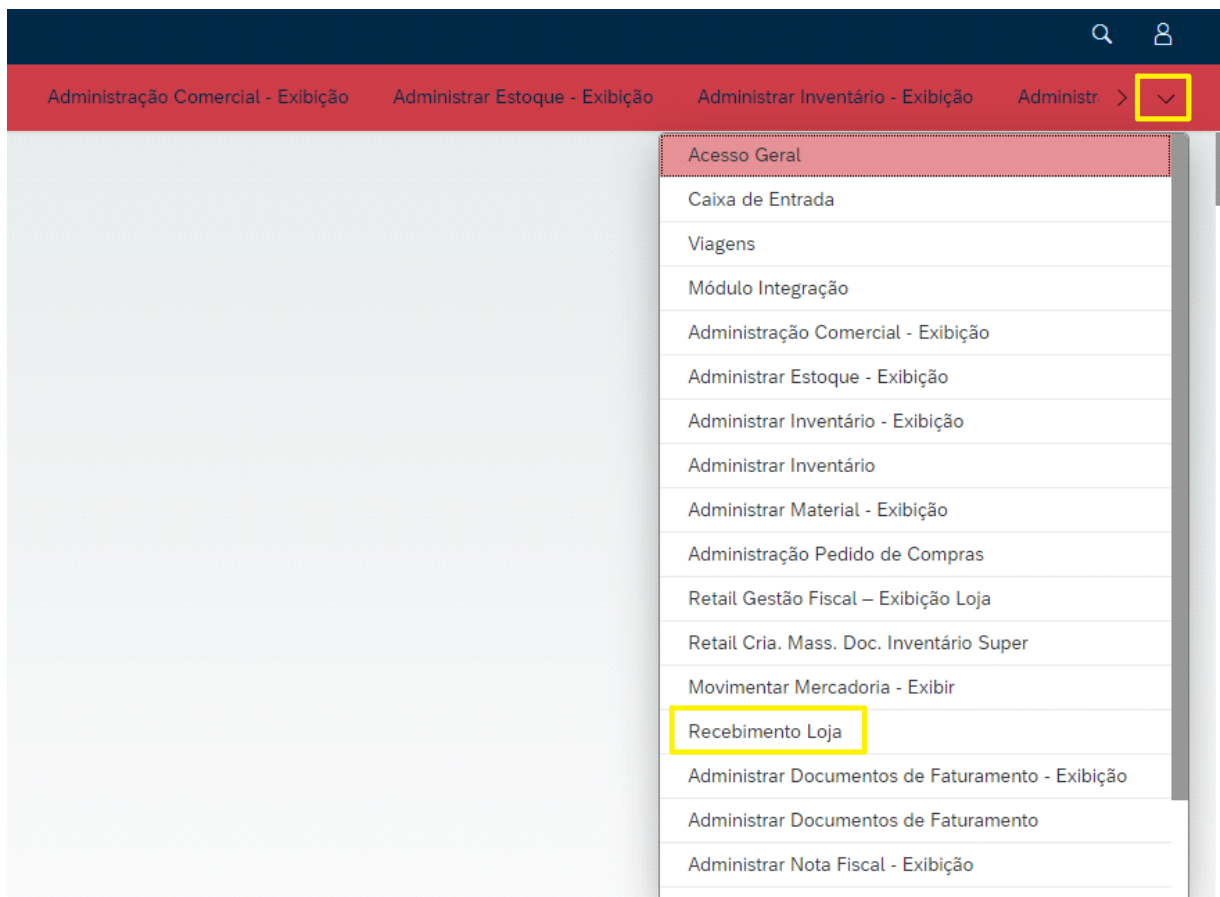 Administração Comercial - Exibição Administrar Estoque - Exibição Administrar Inventário - Exibição Administr
Acesso Geral
Caixa de Entrada
Viagens
Módulo Integração
Administração Comercial - Exibição
Administrar Estoque - Exibição
Administrar Inventário - Exibição
Administrar Inventário
Administrar Material - Exibição
Administração Pedido de Compras
Retail Gestão Fiscal – Exibição Loja
Retail Cria. Mass. Doc. Inventário Super
Movimentar Mercadoria - Exibir
Recebimento Loja
Administrar Documentos de Faturamento - Exibição
Administrar Documentos de Faturamento
Administrar Nota Fiscal - Exibição